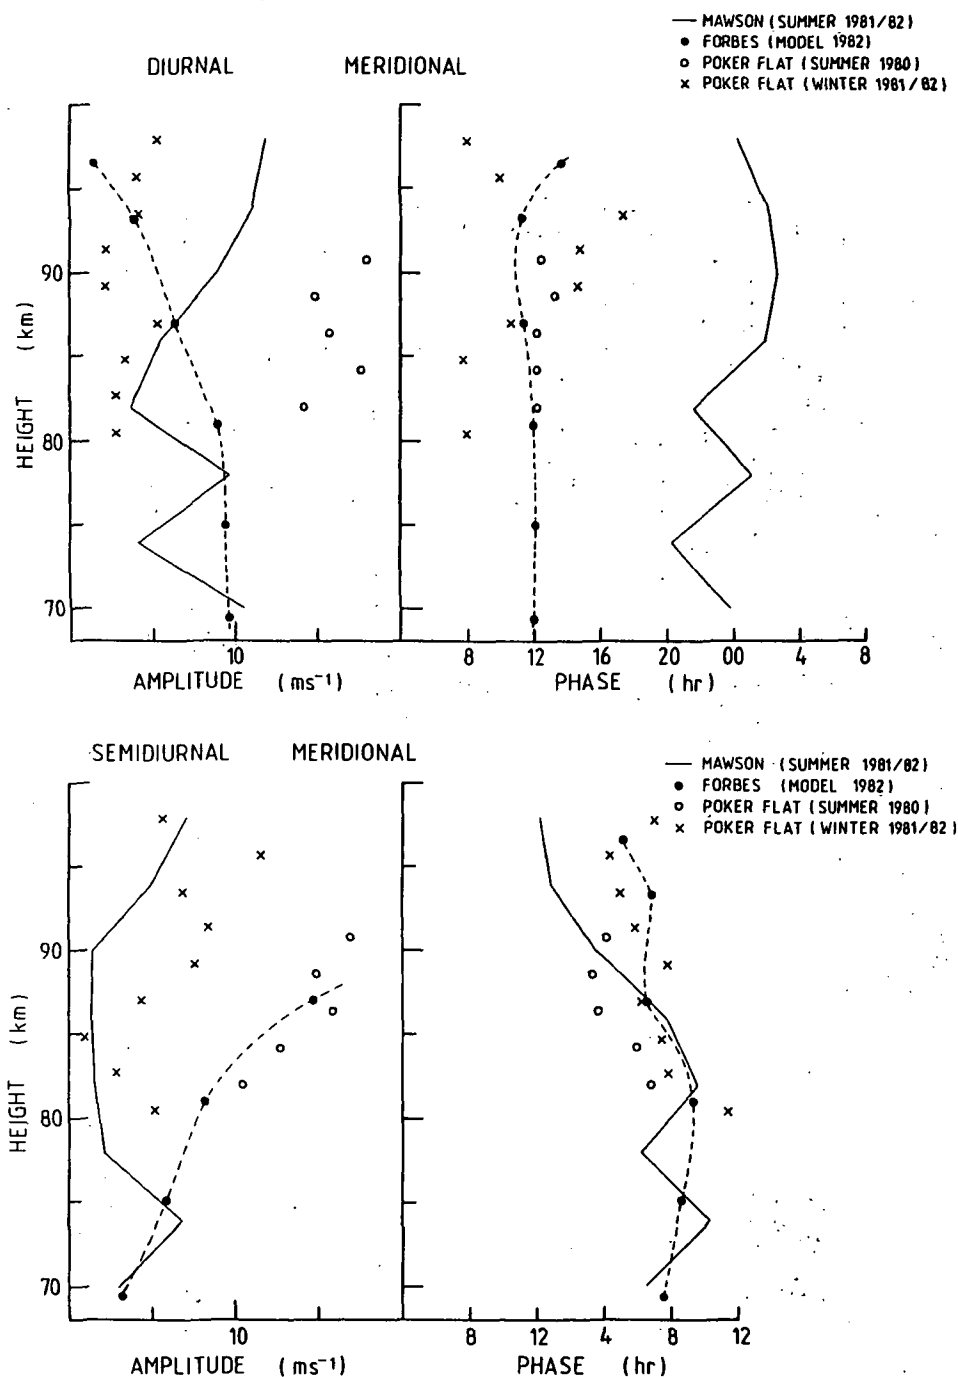 MAWSON (SUMMER 1981/82)
FORBES (MODEL 1982)
POKER FLAT (SUMMER 1980)
POKER FLAT (WINTER 1981/82)
DIURNAL MERIDIONAL
90
80
70
HEIGHT (km)
10
8 12 16 20 00 4 8
AMPLITUDE (ms⁻¹) PHASE (hr)
SEMIDIURNAL MERIDIONAL
MAWSON (SUMMER 1981/82)
FORBES (MODEL 1982)
POKER FLAT (SUMMER 1980)
POKER FLAT (WINTER 1981/82)
90
80
70
HEIGHT (km)
10
8 12 4 8 12
AMPLITUDE (ms⁻¹) PHASE (hr)